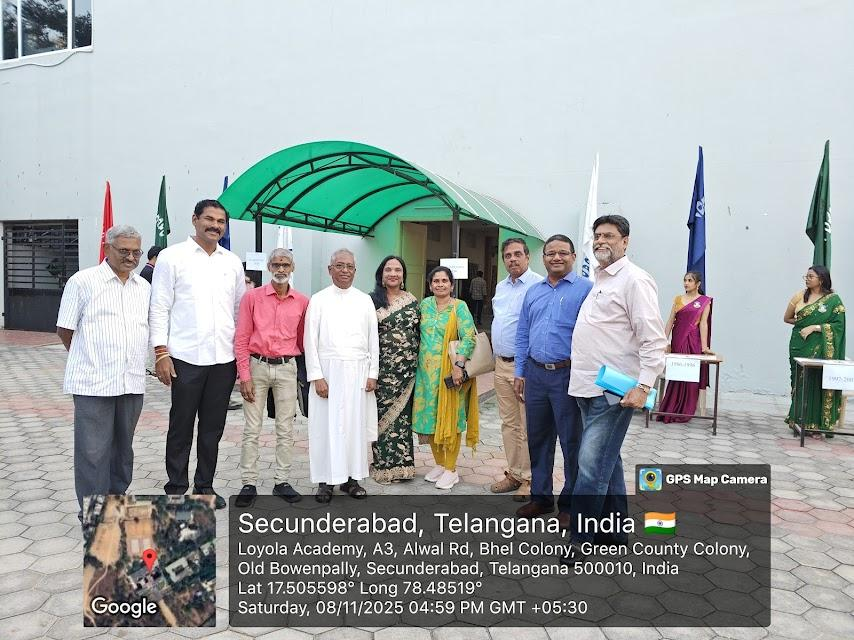 1986-1996
GPS Map Camera
Secunderabad, Telangana, India
Loyola Academy, A3, Alwal Rd, Bhel Colony, Green County Colony,
Old Bowenpally, Secunderabad, Telangana 500010, India
Lat 17.505598° Long 78.48519°
Saturday, 08/11/2025 04:59 PM GMT +05:30
Google